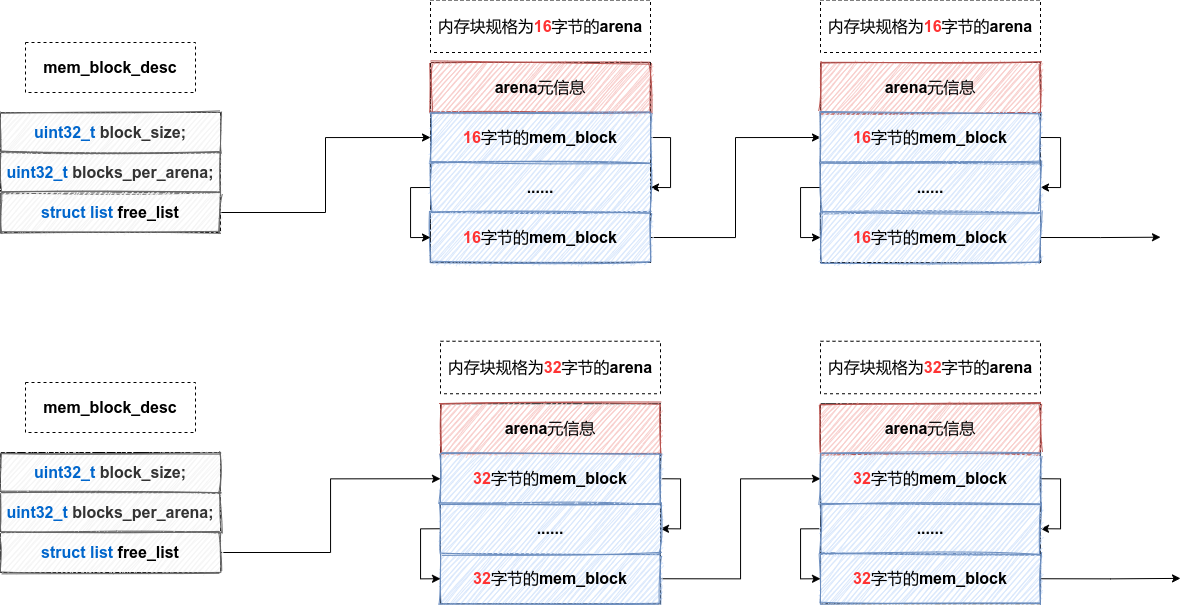 内存块规格为16字节的arena
内存块规格为16字节的arena
mem_block_desc
arena元信息
arena元信息
uint32_t block_size;
16字节的mem_block
16字节的mem_block
uint32_t blocks_per_arena;
......
......
struct list free_list
16字节的mem_block
16字节的mem_block
内存块规格为32字节的arena
内存块规格为32字节的arena
mem_block_desc
arena元信息
arena元信息
uint32_t block_size;
32字节的mem_block
32字节的mem_block
uint32_t blocks_per_arena;
......
......
struct list free_list
32字节的mem_block
32字节的mem_block